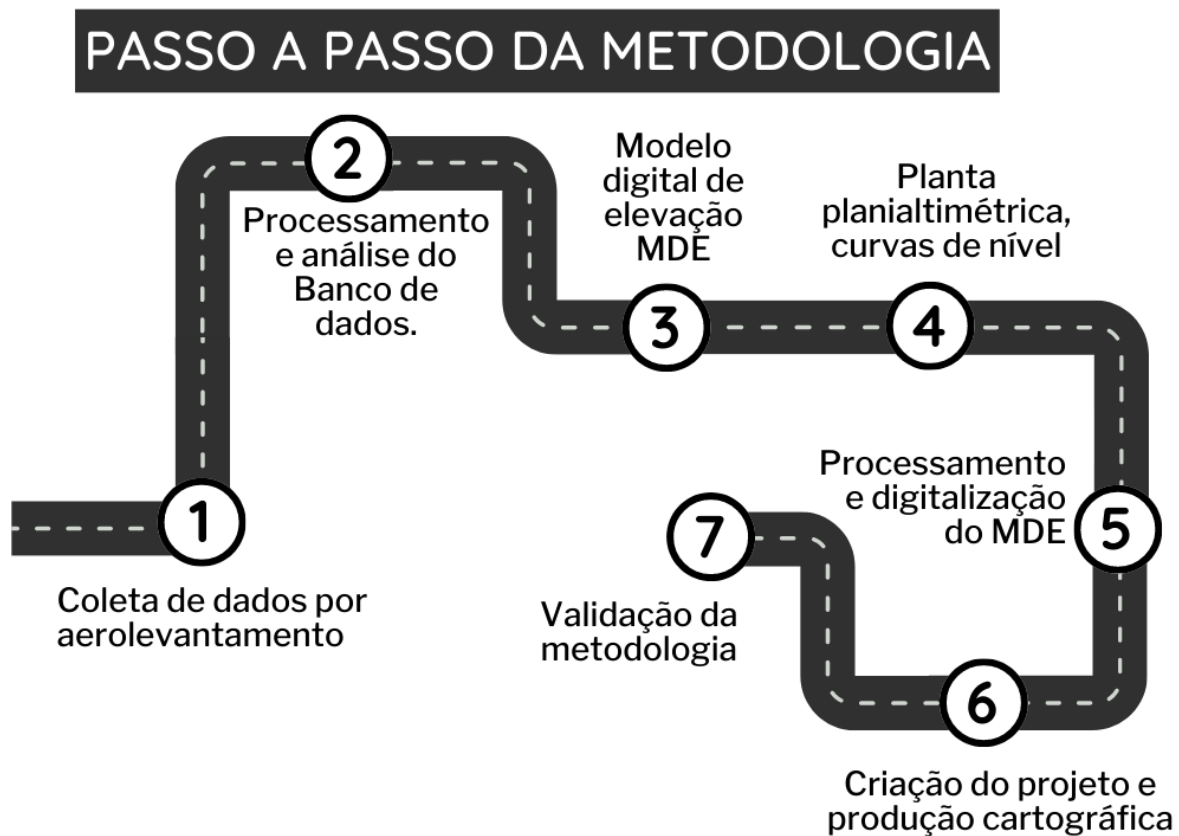 PASSO A PASSO DA METODOLOGIA
1
Coleta de dados por
aerolevantamento
2
Processamento
e análise do
Banco de
dados.
3
Modelo
digital de
elevação
MDE
4
Planta
planialtimétrica,
curvas de nível
5
Processamento
e digitalização
do MDE
6
Criação do projeto e
produção cartográfica
7
Validação da
metodologia